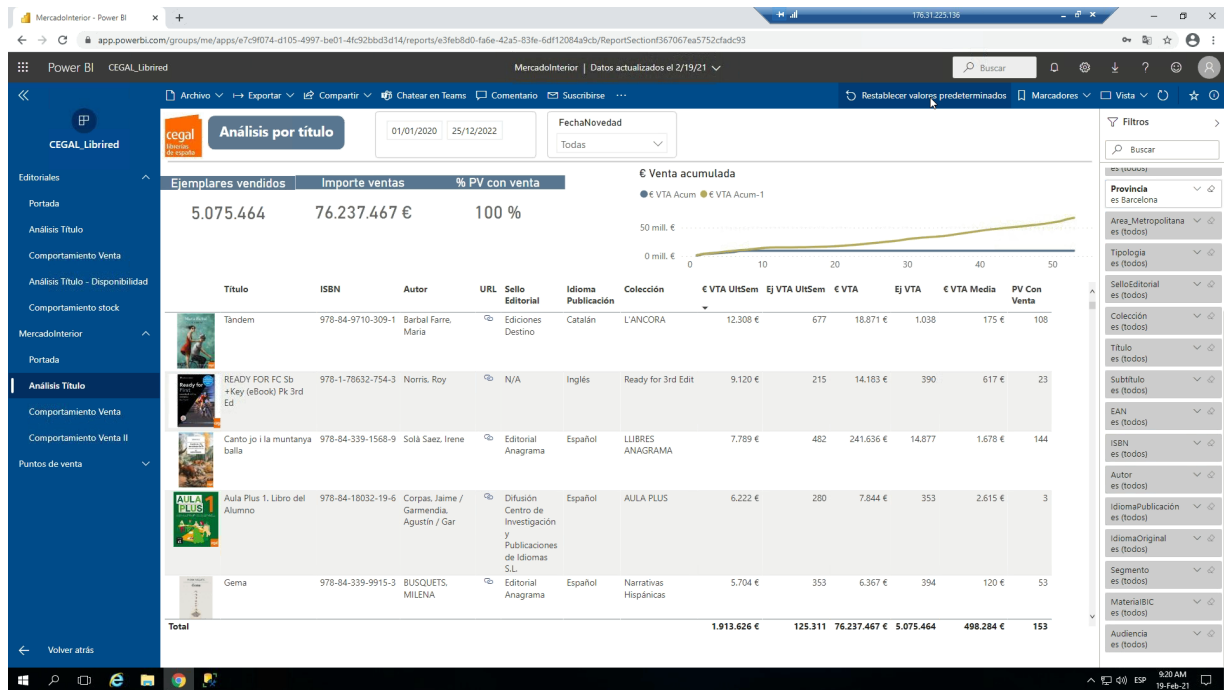 MercadoInterior - Power BI
176.31.225.136
app.powerbi.com/groups/me/apps/e7c9f074-d105-4997-be01-4fc92bbd3d14/reports/e3feb8d0-fa6e-42a5-83fe-6df12084a9cb/ReportSectionf367067ea5752cfadc93
Power BI CEGAL_Librired
MercadoInterior | Datos actualizados el 2/19/21
Buscar
Archivo Exportar Compartir Chatear en Teams Comentario Suscribirse ...
Restablecer valores predeterminados Marcadores Vista
CEGAL_Librired
Editoriales
Portada
Análisis Título
Comportamiento Venta
Análisis Título - Disponibilidad
Comportamiento stock
MercadoInterior
Portada
Análisis Título
Comportamiento Venta
Comportamiento Venta II
Puntos de venta
Volver atrás
cegal
librerías
de españa
Análisis por título
01/01/2020 25/12/2022
FechaNovedad
Todas
Ejemplares vendidos Importe ventas % PV con venta
5.075.464 76.237.467 € 100 %
€ Venta acumulada
€ VTA Acum € VTA Acum-1
50 mill. €
0 mill. €
0 10 20 30 40 50
Título ISBN Autor URL Sello Editorial Idioma Publicación Colección € VTA UltSem Ej VTA UltSem € VTA Ej VTA € VTA Media PV Con Venta
Tàndem 978-84-9710-309-1 Barbal Farre, Maria Ediciones Destino Catalán L'ANCORA 12.308 € 677 18.871 € 1.038 175 € 108
READY FOR FC Sb +Key (eBook) Pk 3rd Ed 978-1-78632-754-3 Norris, Roy N/A Inglés Ready for 3rd Edit 9.120 € 215 14.183 € 390 617 € 23
Canto jo i la muntanya balla 978-84-339-1568-9 Solà Saez, Irene Editorial Anagrama Español LLIBRES ANAGRAMA 7.789 € 482 241.636 € 14.877 1.678 € 144
AULA PLUS 1
Aula Plus 1. Libro del Alumno 978-84-18032-19-6 Corpas, Jaime / Garmendia, Agustín / Gar Difusión Centro de Investigación y Publicaciones de Idiomas S.L. Español AULA PLUS 6.222 € 280 7.844 € 353 2.615 € 3
Gema 978-84-339-9915-3 BUSQUETS, MILENA Editorial Anagrama Español Narrativas Hispánicas 5.704 € 353 6.367 € 394 120 € 53
Total 1.913.626 € 125.311 76.237.467 € 5.075.464 498.284 € 153
Filtros
Buscar
es (todos)
Provincia
es Barcelona
Area_Metropolitana
es (todos)
Tipologia
es (todos)
SelloEditorial
es (todos)
Colección
es (todos)
Título
es (todos)
Subtítulo
es (todos)
EAN
es (todos)
ISBN
es (todos)
Autor
es (todos)
IdiomaPublicación
es (todos)
IdiomaOriginal
es (todos)
Segmento
es (todos)
MateriaIBIC
es (todos)
Audiencia
es (todos)
ESP
9:20 AM
19-Feb-21